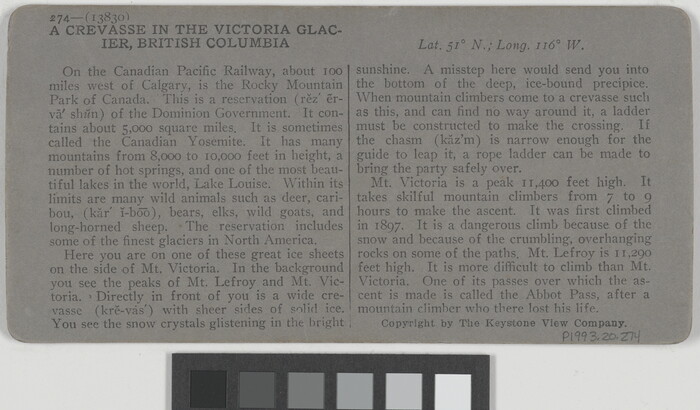 274—(13830)
A CREVASSE IN THE VICTORIA GLAC-
IER, BRITISH COLUMBIA
Lat. 51° N.; Long. 116° W.
On the Canadian Pacific Railway, about 100
miles west of Calgary, is the Rocky Mountain
Park of Canada. This is a reservation (rĕz′ ẽr-
vā′ shŭn) of the Dominion Government. It con-
tains about 5,000 square miles. It is sometimes
called the Canadian Yosemite. It has many
mountains from 8,000 to 10,000 feet in height, a
number of hot springs, and one of the most beau-
tiful lakes in the world, Lake Louise. Within its
limits are many wild animals such as deer, cari-
bou, (kăr′ ĭ-bōō), bears, elks, wild goats, and
long-horned sheep. The reservation includes
some of the finest glaciers in North America.
Here you are on one of these great ice sheets
on the side of Mt. Victoria. In the background
you see the peaks of Mt. Lefroy and Mt. Vic-
toria. Directly in front of you is a wide cre-
vasse (krĕ-văs′) with sheer sides of solid ice.
You see the snow crystals glistening in the bright
sunshine. A misstep here would send you into
the bottom of the deep, ice-bound precipice.
When mountain climbers come to a crevasse such
as this, and can find no way around it, a ladder
must be constructed to make the crossing. If
the chasm (kăz'm) is narrow enough for the
guide to leap it, a rope ladder can be made to
bring the party safely over.
Mt. Victoria is a peak 11,400 feet high. It
takes skilful mountain climbers from 7 to 9
hours to make the ascent. It was first climbed
in 1897. It is a dangerous climb because of the
snow and because of the crumbling, overhanging
rocks on some of the paths. Mt. Lefroy is 11,290
feet high. It is more difficult to climb than Mt.
Victoria. One of its passes over which the as-
cent is made is called the Abbot Pass, after a
mountain climber who there lost his life.
Copyright by The Keystone View Company.
P1993.20.274